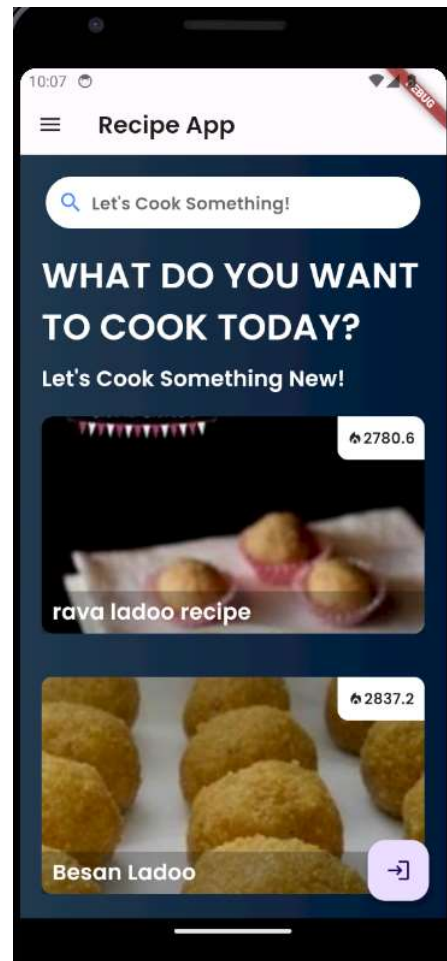 10:07
DEBUG
Recipe App
Let's Cook Something!
WHAT DO YOU WANT
TO COOK TODAY?
Let's Cook Something New!
2780.6
rava ladoo recipe
2837.2
Besan Ladoo